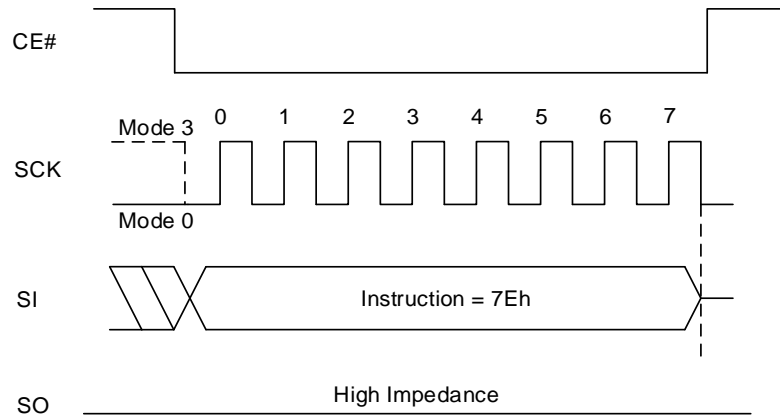 CE#
0 1 2 3 4 5 6 7
Mode 3
SCK
Mode 0
SI
Instruction = 7Eh
High Impedance
SO